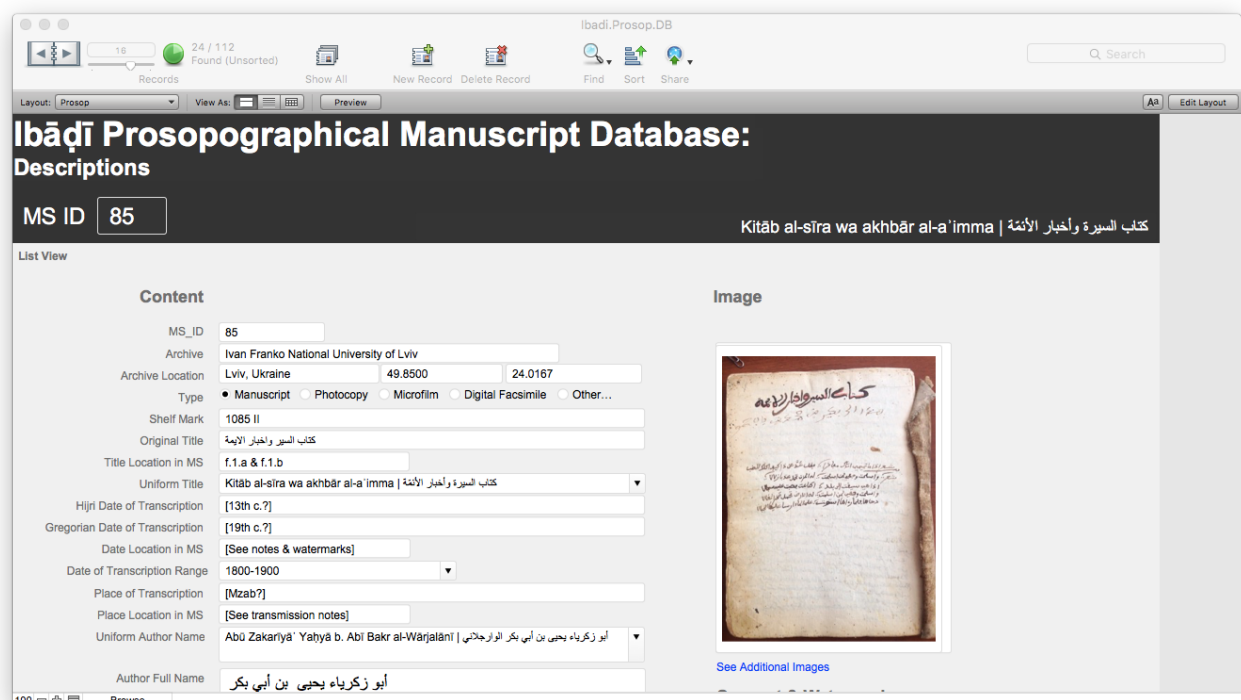 Ibadi.Prosop.DB
16
24 / 112
Found (Unsorted)
Records
Show All
New Record
Delete Record
Find
Sort
Share
Search
Layout: Prosop
View As:
Preview
Aa
Edit Layout
Ibāḍī Prosopographical Manuscript Database:
Descriptions
MS ID 85
Kitāb al-sīra wa akhbār al-aʾimma | كتاب السيرة وأخبار الأئمّة
List View
Content
Image
MS_ID 85
Archive Ivan Franko National University of Lviv
Archive Location Lviv, Ukraine 49.8500 24.0167
Type Manuscript Photocopy Microfilm Digital Facsimile Other...
Shelf Mark 1085 II
Original Title كتاب السير واخبار الايمة
Title Location in MS f.1.a & f.1.b
Uniform Title Kitāb al-sīra wa akhbār al-aʾimma | كتاب السيرة وأخبار الأئمّة
Hijri Date of Transcription [13th c.?]
Gregorian Date of Transcription [19th c.?]
Date Location in MS [See notes & watermarks]
Date of Transcription Range 1800-1900
Place of Transcription [Mzab?]
Place Location in MS [See transmission notes]
Uniform Author Name Abū Zakarīyāʾ Yaḥyā b. Abī Bakr al-Wārjalānī | أبو زكرياء يحيى بن أبي بكر الوارجلاني
Author Full Name أبو زكرياء يحيى بن أبي بكر
كتاب السير واخبار الايمه
See Additional Images
100
Browse